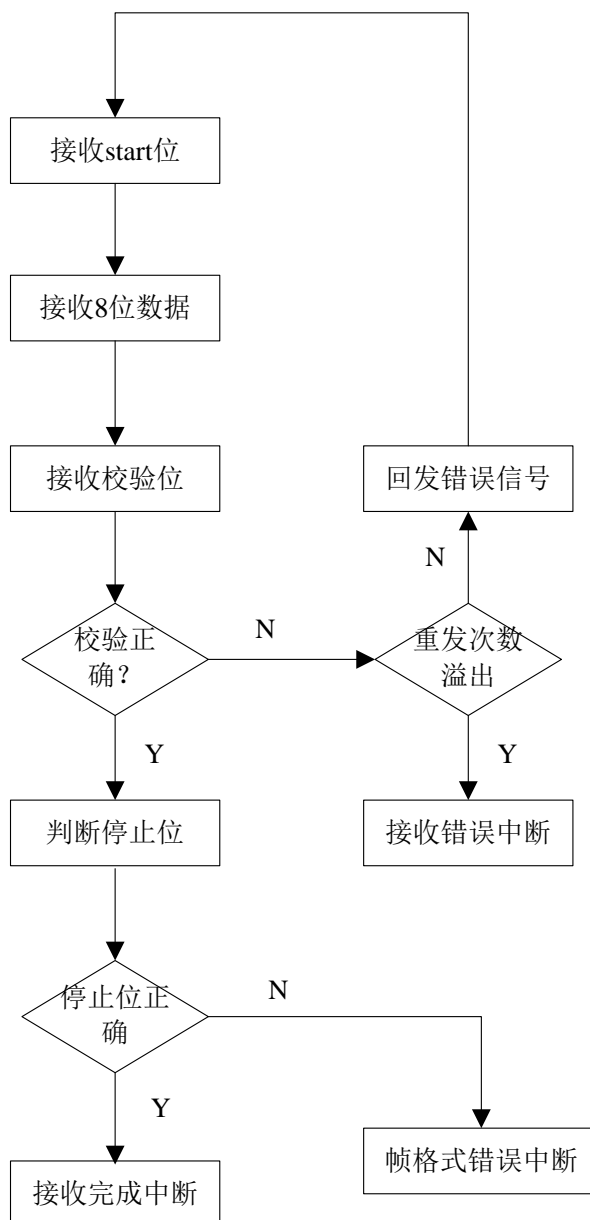 接收start位
接收8位数据
接收校验位
回发错误信号
N
校验正
确？
N
重发次数
溢出
Y
Y
判断停止位
接收错误中断
停止位正
确
N
Y
帧格式错误中断
接收完成中断